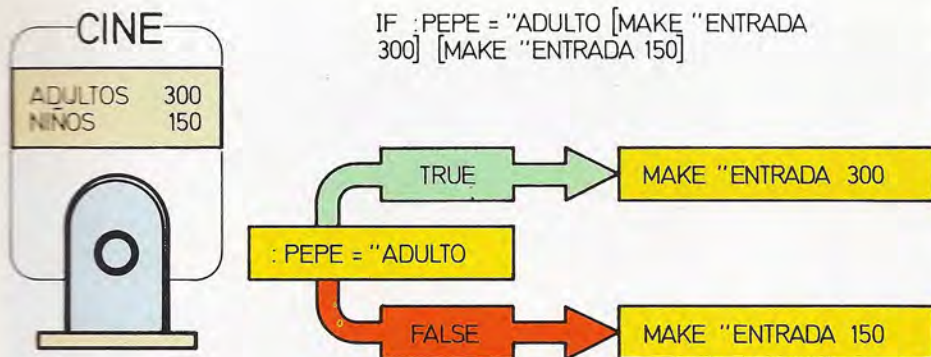 CINE
ADULTOS 300
NIÑOS 150
IF :PEPE = "ADULTO [MAKE "ENTRADA
300] [MAKE "ENTRADA 150]
TRUE
MAKE "ENTRADA 300
: PEPE = "ADULTO
FALSE
MAKE "ENTRADA 150